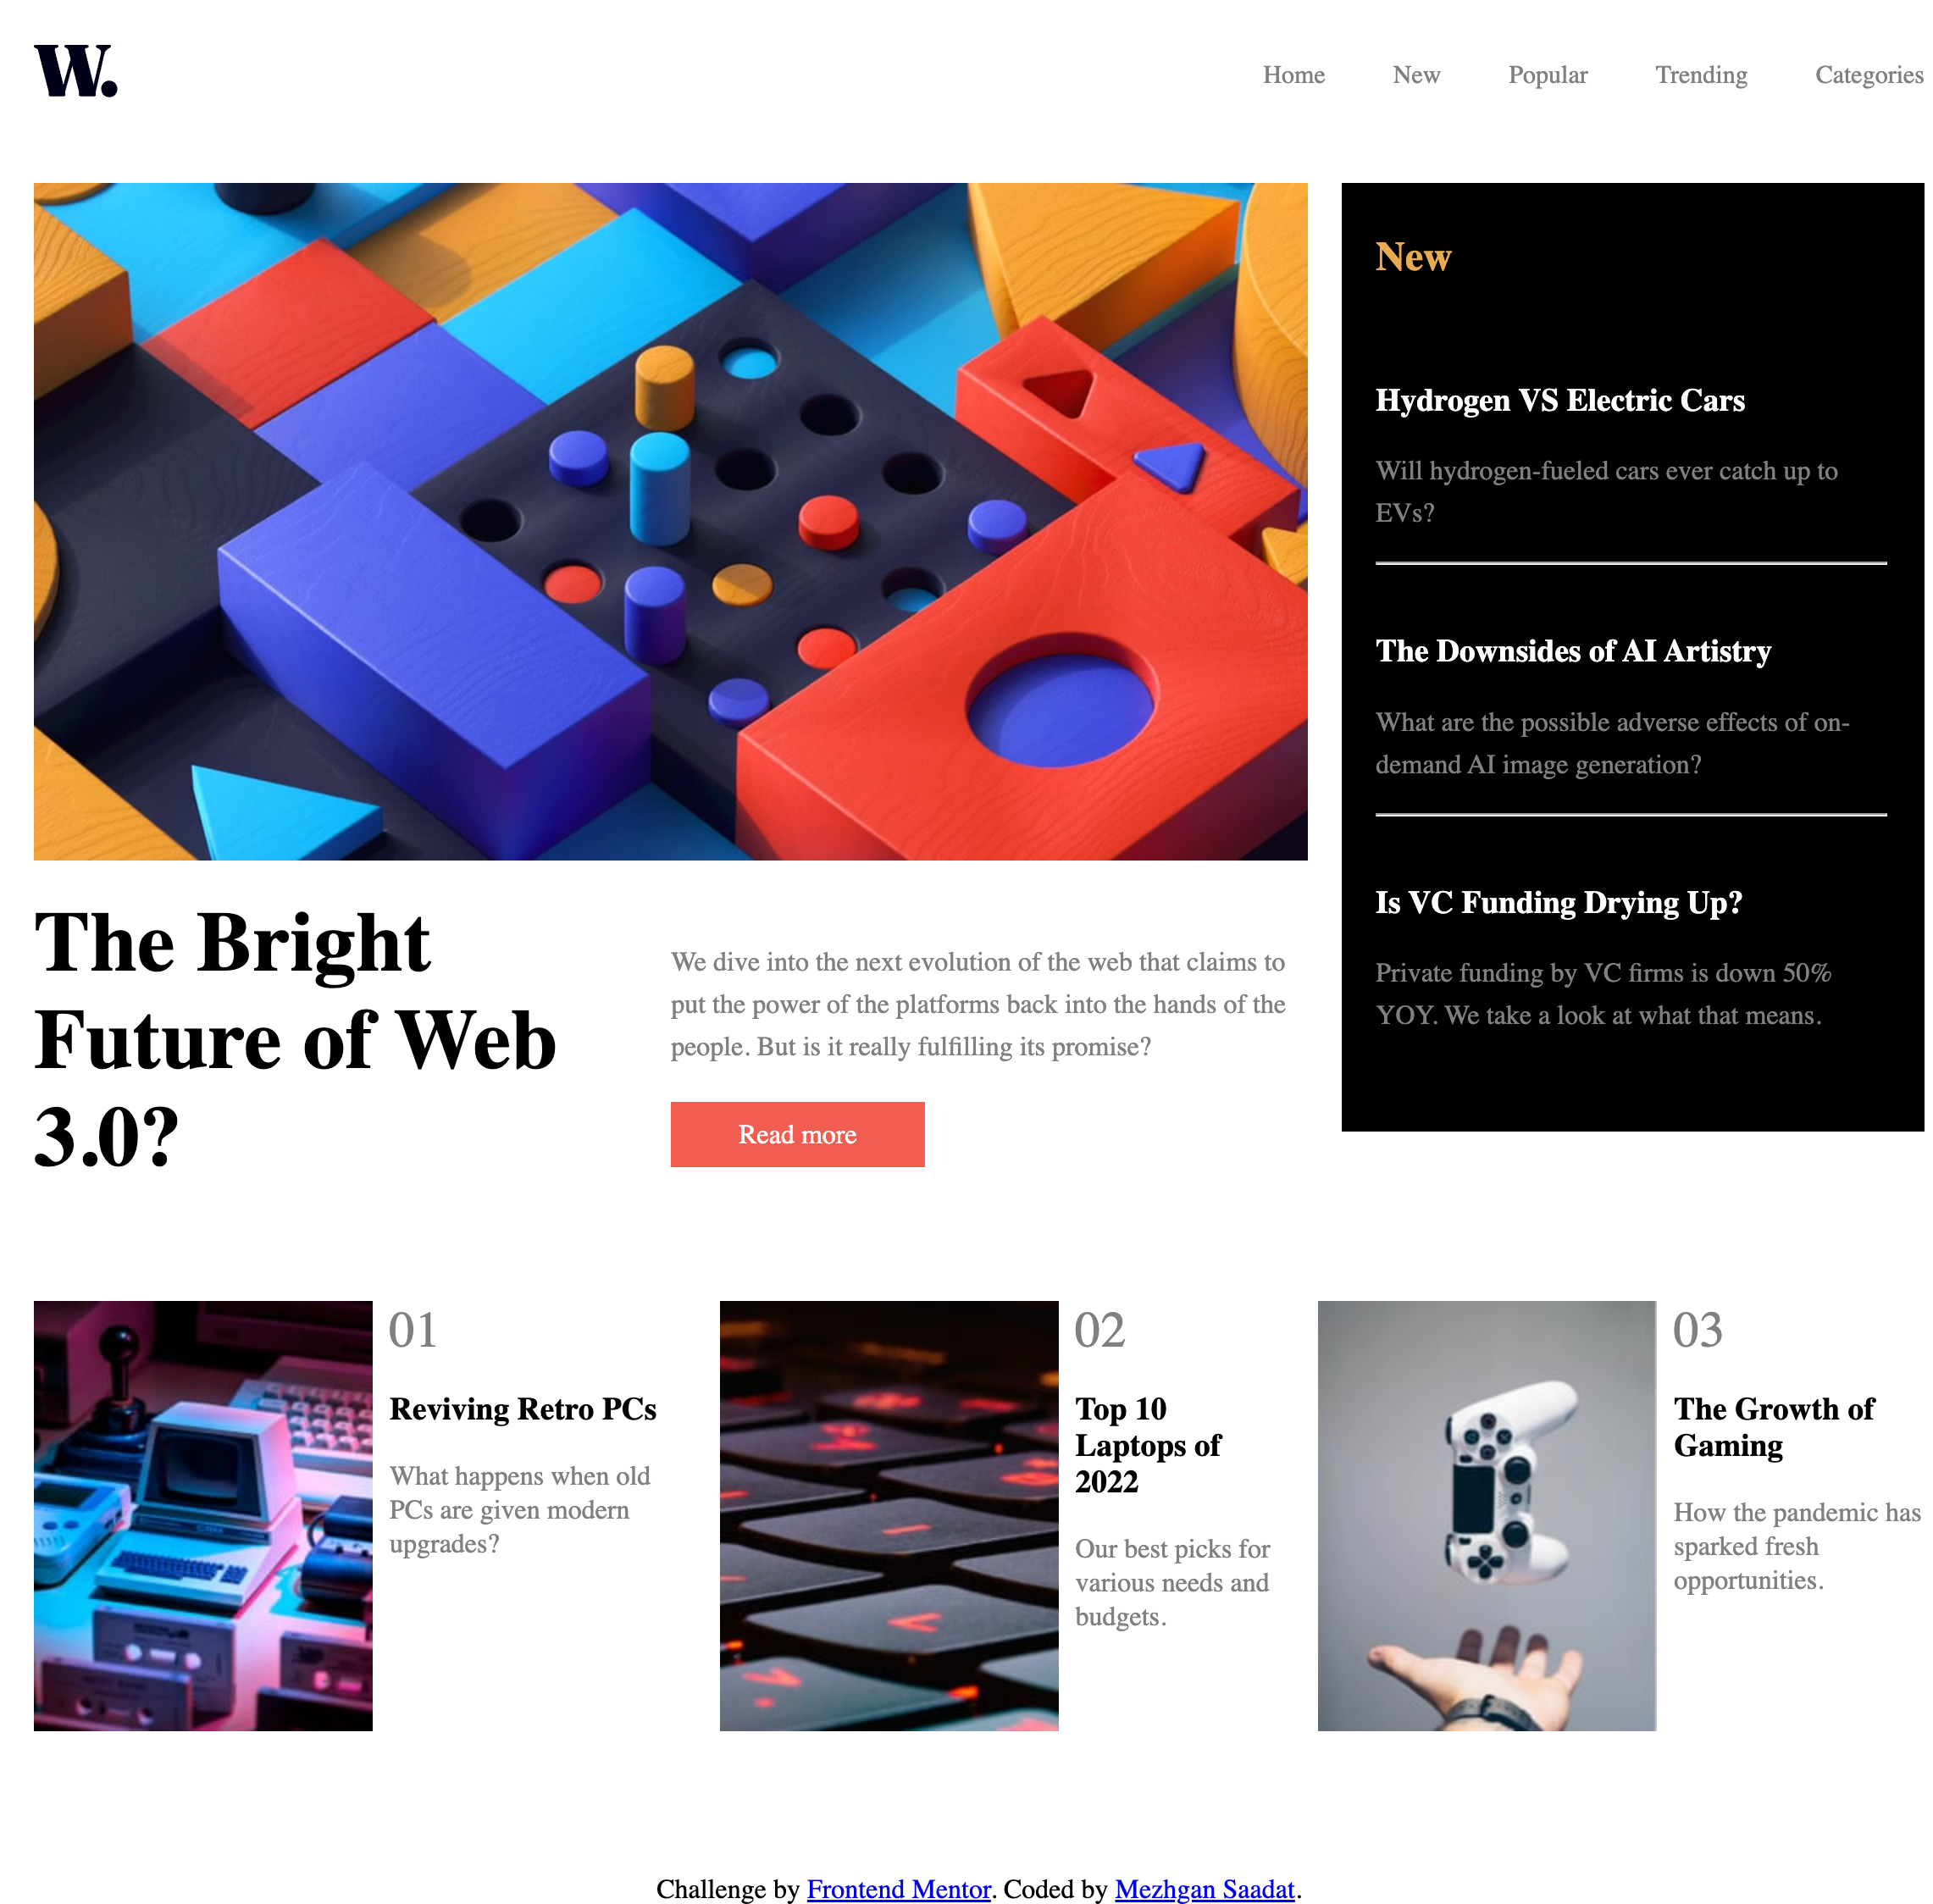 W.
Home New Popular Trending Categories
New
Hydrogen VS Electric Cars
Will hydrogen-fueled cars ever catch up to
EVs?
The Downsides of AI Artistry
What are the possible adverse effects of on-
demand AI image generation?
Is VC Funding Drying Up?
Private funding by VC firms is down 50%
YOY. We take a look at what that means.
The Bright
Future of Web
3.0?
We dive into the next evolution of the web that claims to
put the power of the platforms back into the hands of the
people. But is it really fulfilling its promise?
Read more
01
Reviving Retro PCs
What happens when old
PCs are given modern
upgrades?
02
Top 10
Laptops of
2022
Our best picks for
various needs and
budgets.
03
The Growth of
Gaming
How the pandemic has
sparked fresh
opportunities.
Challenge by Frontend Mentor. Coded by Mezhgan Saadat.